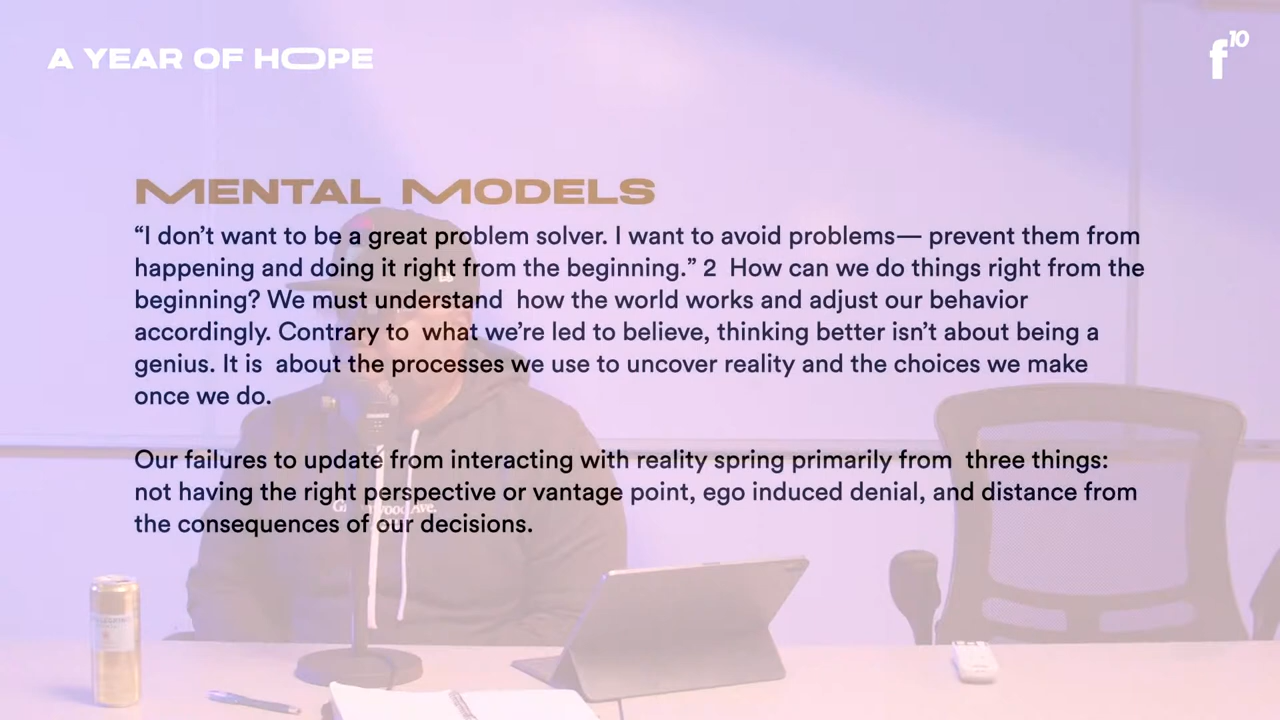 A YEAR OF HOPE
f10
MENTAL MODELS
“I don’t want to be a great problem solver. I want to avoid problems— prevent them from
happening and doing it right from the beginning.” 2 How can we do things right from the
beginning? We must understand how the world works and adjust our behavior
accordingly. Contrary to what we’re led to believe, thinking better isn’t about being a
genius. It is about the processes we use to uncover reality and the choices we make
once we do.
Our failures to update from interacting with reality spring primarily from three things:
not having the right perspective or vantage point, ego induced denial, and distance from
the consequences of our decisions.